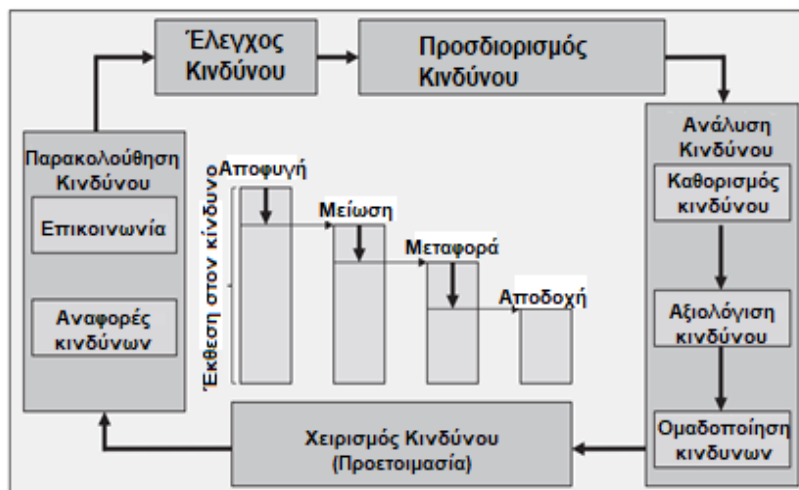 Έλεγχος
Κινδύνου
Προσδιορισμός
Κινδύνου
Ανάλυση
Κινδύνου
Καθορισμός
κινδύνου
Αξιολόγιση
κινδύνου
Ομαδοποίηση
κινδυνων
Χειρισμός Κινδύνου
(Προετοιμασία)
Παρακολούθηση
Κινδύνου
Επικοινωνία
Αναφορές
κινδύνων
Έκθεση στον κίνδυνο
Αποφυγή
Μείωση
Μεταφορά
Αποδοχή